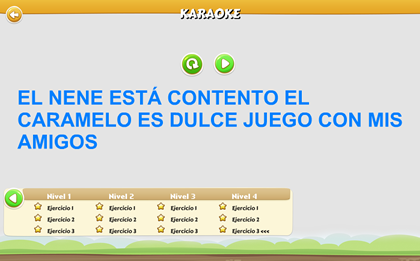 KARAOKE
EL NENE ESTÁ CONTENTO EL
CARAMELO ES DULCE JUEGO CON MIS
AMIGOS
Nivel 1 Nivel 2 Nivel 3 Nivel 4
Ejercicio 1 Ejercicio 1 Ejercicio 1 Ejercicio 1
Ejercicio 2 Ejercicio 2 Ejercicio 2 Ejercicio 2
Ejercicio 3 Ejercicio 3 Ejercicio 3 Ejercicio 3 <<<